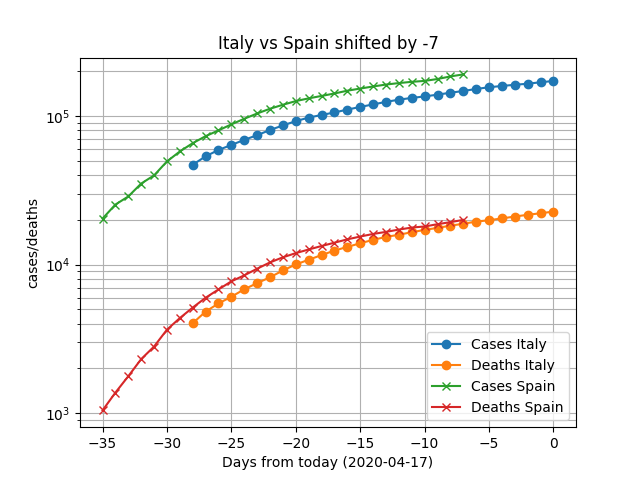 Italy vs Spain shifted by -7
cases/deaths
10^5
10^4
10^3
−35
−30
−25
−20
−15
−10
−5
0
Days from today (2020-04-17)
Cases Italy
Deaths Italy
Cases Spain
Deaths Spain